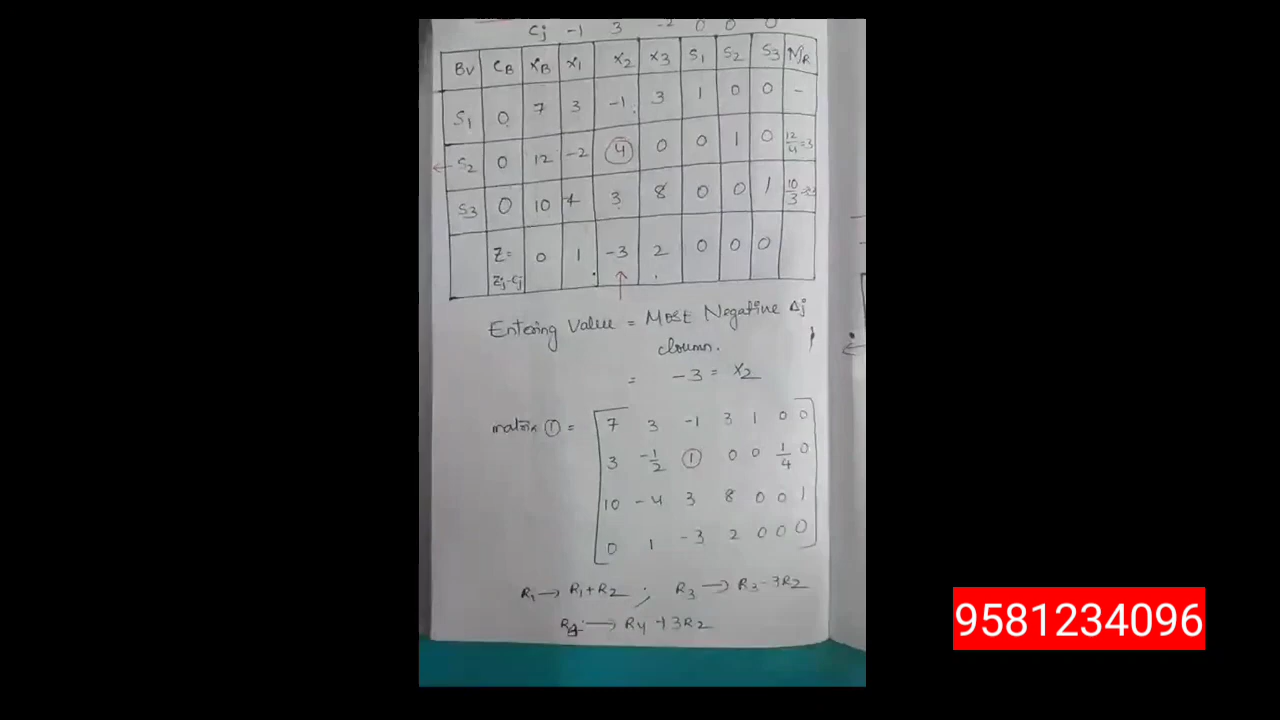 Cj -1 3 -2 0 0 0
BV CB XB X1 X2 X3 S1 S2 S3
S1 0 7 3 -1 3 1 0 0 -
S2 0 12 -2 4 0 0 1 0 12/4=3
S3 0 10 -4 3 8 0 0 1 10/3
Z= 0 1 -3 2 0 0 0
Zj-Cj
Entering Value = Most Negative Δj
cloumn.
= -3 = X2
matrix ① = 7 3 -1 3 1 0 0
3 -1/2 ① 0 0 1/4 0
10 -4 3 8 0 0 1
0 1 -3 2 0 0 0
R1 → R1+R2 ; R3 → R3-3R2
R4 → R4+3R2
9581234096